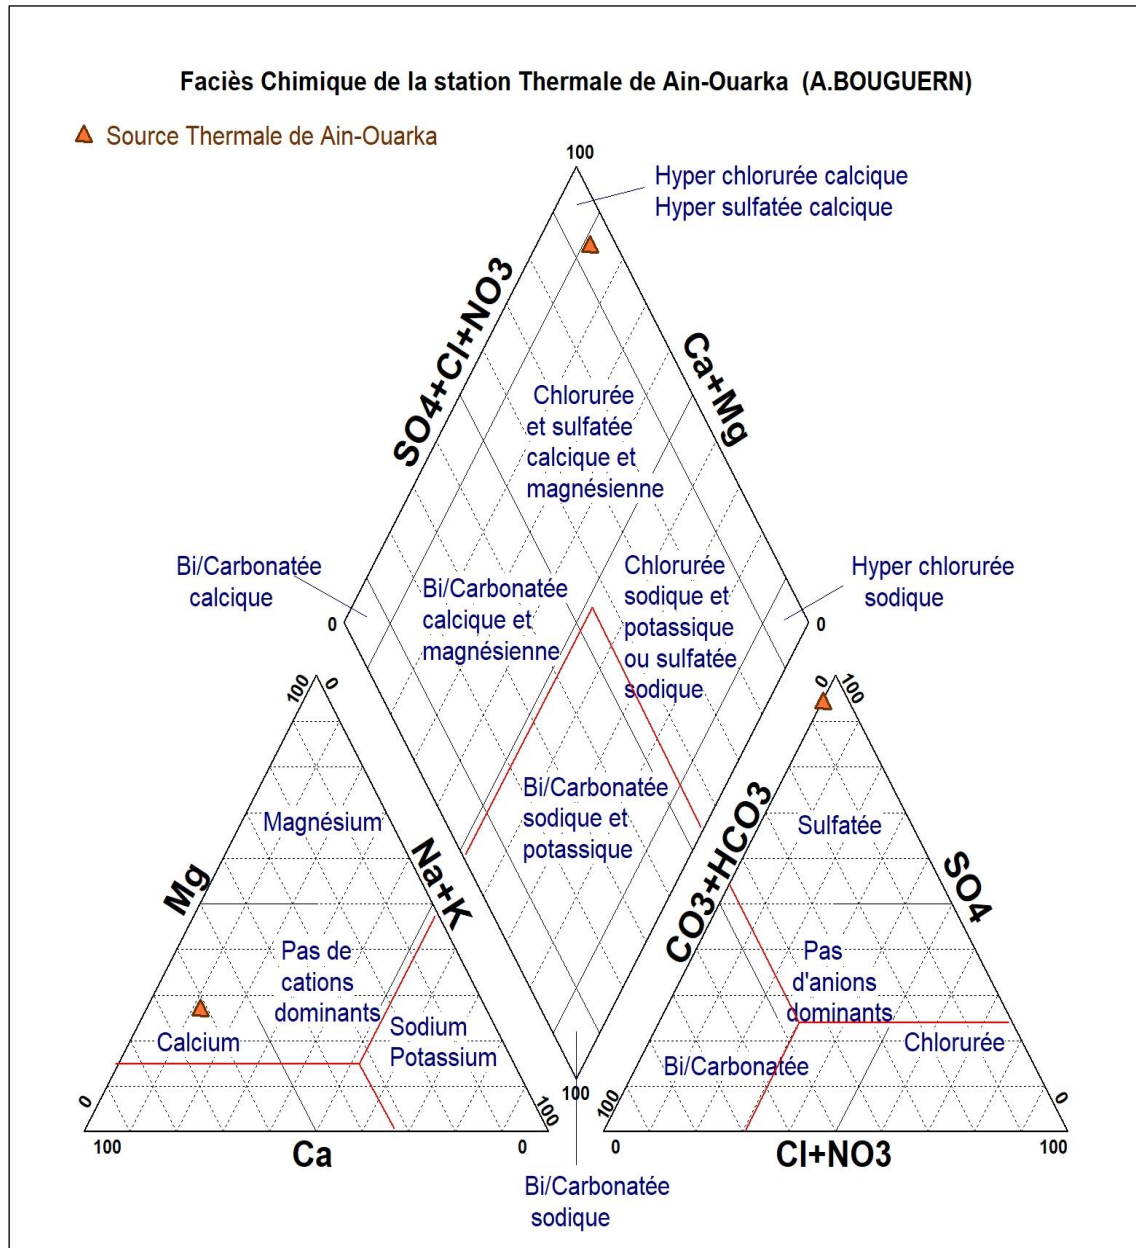 Faciès Chimique de la station Thermale de Ain-Ouarka (A.BOUGUERN)
Source Thermale de Ain-Ouarka
100
Hyper chlorurée calcique
Hyper sulfatée calcique
SO4+Cl+NO3
Ca+Mg
Chlorurée
et sulfatée
calcique et
magnésienne
Bi/Carbonatée
calcique
Bi/Carbonatée
calcique et
magnésienne
Chlorurée
sodique et
potassique
ou sulfatée
sodique
Hyper chlorurée
sodique
0
0
Bi/Carbonatée
sodique et
potassique
100
Bi/Carbonatée
sodique
100
0
Magnésium
Mg
Na+K
Pas de
cations
dominants
Calcium
Sodium
Potassium
0
100
100
0
Ca
0
100
Sulfatée
CO3+HCO3
SO4
Pas
d'anions
dominants
Bi/Carbonatée
Chlorurée
100
0
0
100
Cl+NO3